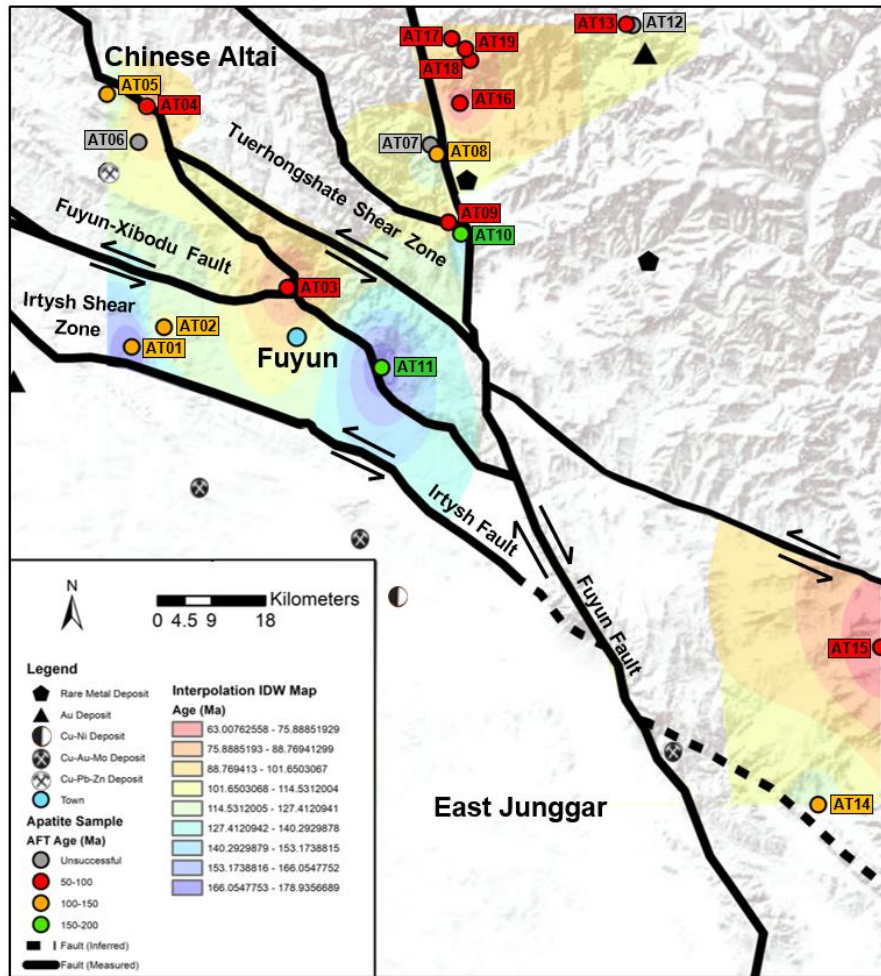 AT17
AT19
AT18
AT13
AT12
Chinese Altai
AT05
AT04
AT16
AT06
AT07
AT08
Tuerhongshate Shear Zone
Fuyun-Xibodu Fault
AT09
AT10
Irtysh Shear
Zone
AT03
AT02
AT01
Fuyun
AT11
Irtysh Fault
Fuyun Fault
AT15
East Junggar
AT14
N
Kilometers
0 4.5 9 18
Legend
Rare Metal Deposit
Au Deposit
Cu-Ni Deposit
Cu-Au-Mo Deposit
Cu-Pb-Zn Deposit
Town
Apatite Sample
AFT Age (Ma)
Unsuccessful
50-100
100-150
150-200
Fault (Inferred)
Fault (Measured)
Interpolation IDW Map
Age (Ma)
63.00762558 - 75.88851929
75.8885193 - 88.76941299
88.769413 - 101.6503067
101.6503068 - 114.5312004
114.5312005 - 127.4120941
127.4120942 - 140.2929878
140.2929879 - 153.1738815
153.1738816 - 166.0547752
166.0547753 - 178.9356689